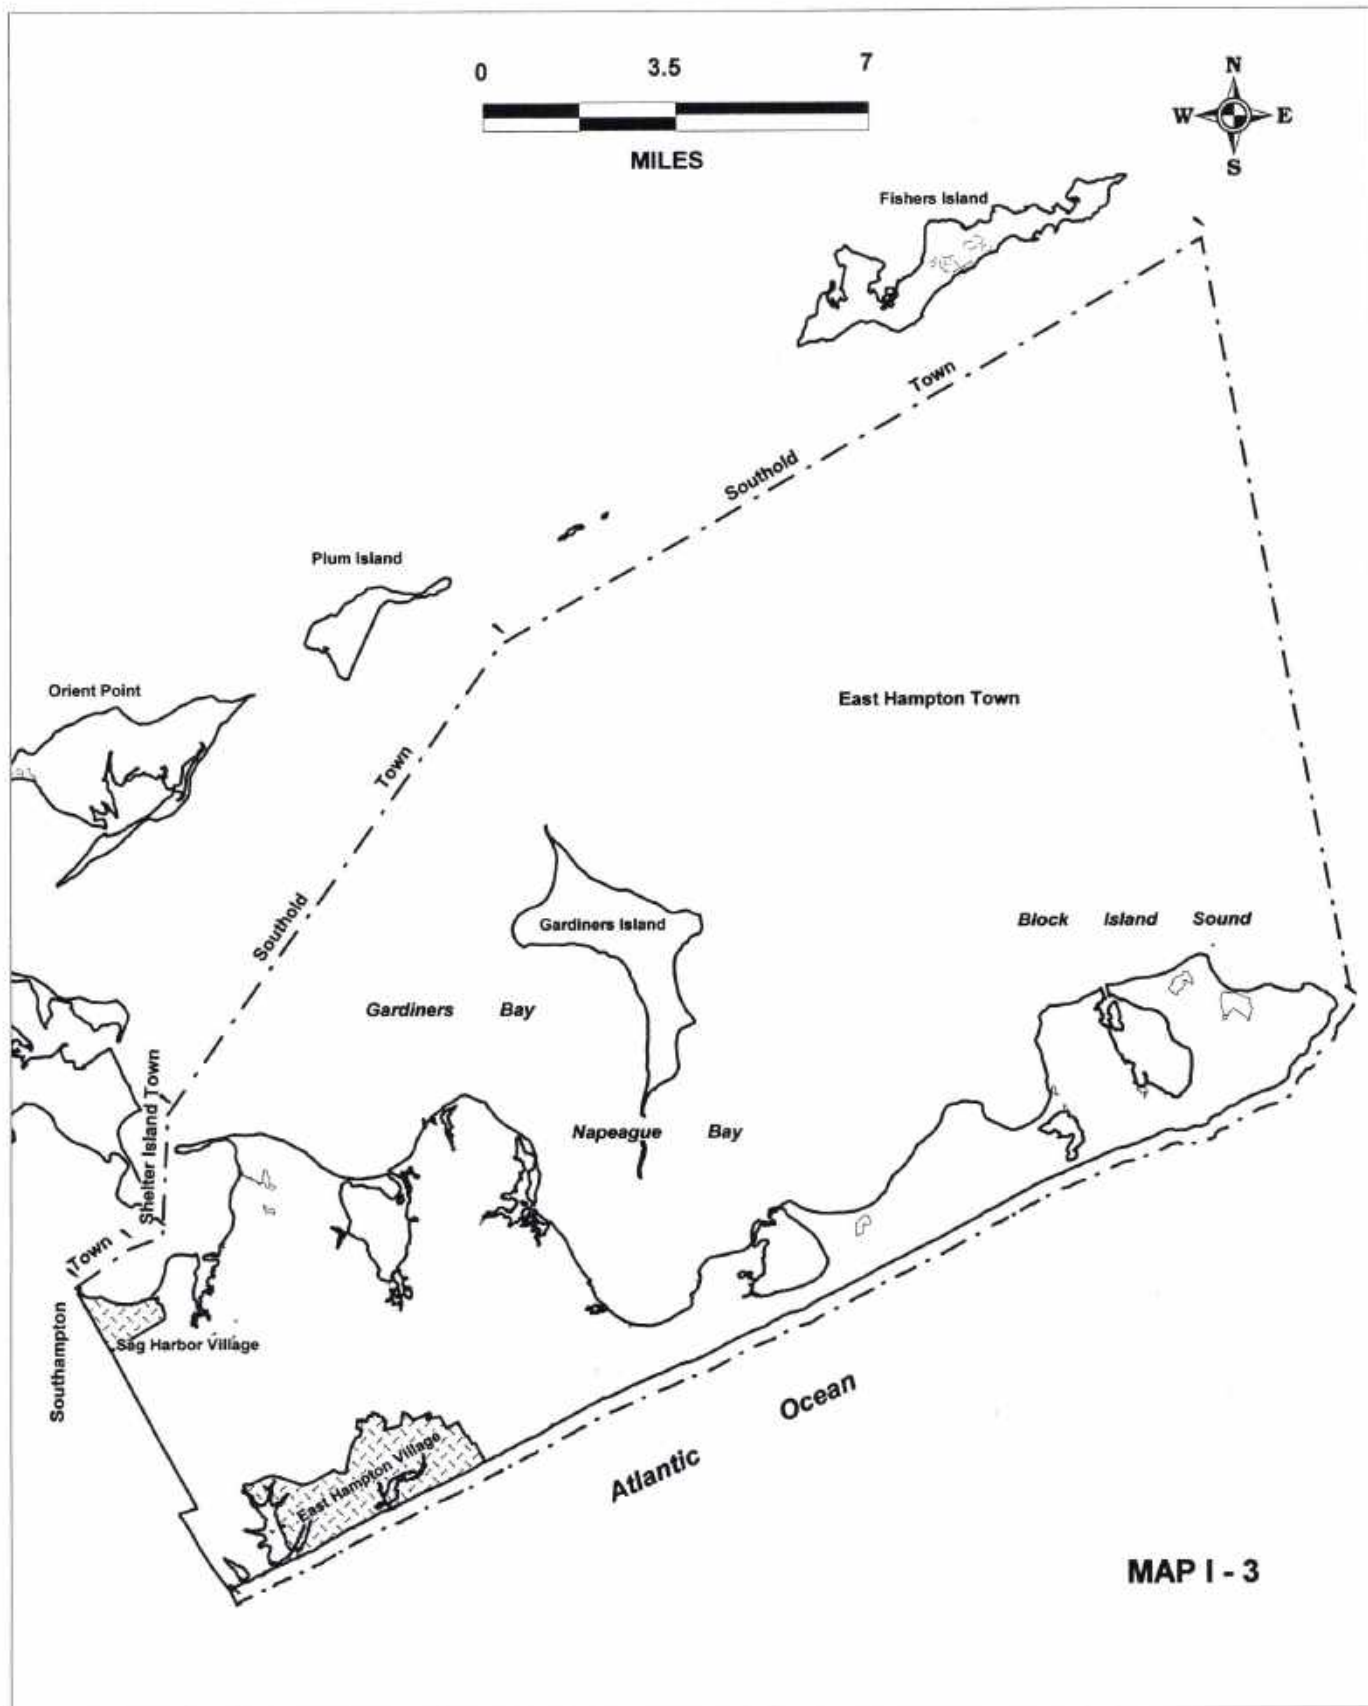 0 3.5 7
MILES
N
W E
S
Fishers Island
Town
Southold
Plum Island
Orient Point
East Hampton Town
Town
Southold
Gardiners Island
Block Island Sound
Gardiners Bay
Napeague Bay
Shelter Island Town
Town
Southampton
Sag Harbor Village
East Hampton Village
Atlantic Ocean
MAP I - 3